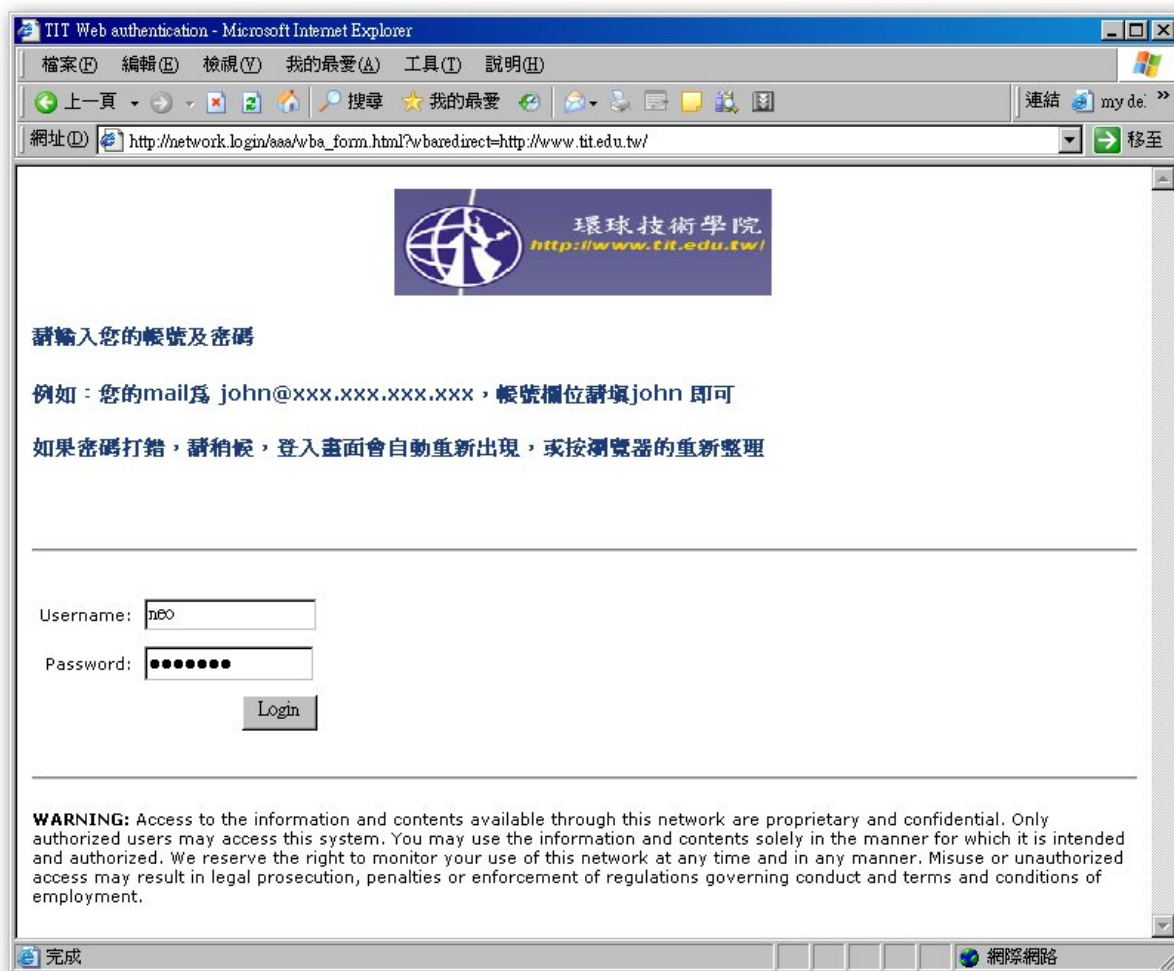 TIT Web authentication - Microsoft Internet Explorer
檔案(F) 編輯(E) 檢視(V) 我的最愛(A) 工具(T) 說明(H)
上一頁 搜尋 我的最愛 連結 my de: »
網址(D) http://network.login/aaa/wba_form.html?wbaredirect=http://www.tit.edu.tw/ 移至
環球技術學院
http://www.tit.edu.tw/
請輸入您的帳號及密碼
例如：您的mail為 john@xxx.xxx.xxx.xxx，帳號欄位請填john 即可
如果密碼打錯，請稍候，登入畫面會自動重新出現，或按瀏覽器的重新整理
Username: neo
Password: ●●●●●●●
Login
WARNING: Access to the information and contents available through this network are proprietary and confidential. Only
authorized users may access this system. You may use the information and contents solely in the manner for which it is intended
and authorized. We reserve the right to monitor your use of this network at any time and in any manner. Misuse or unauthorized
access may result in legal prosecution, penalties or enforcement of regulations governing conduct and terms and conditions of
employment.
完成 網際網路